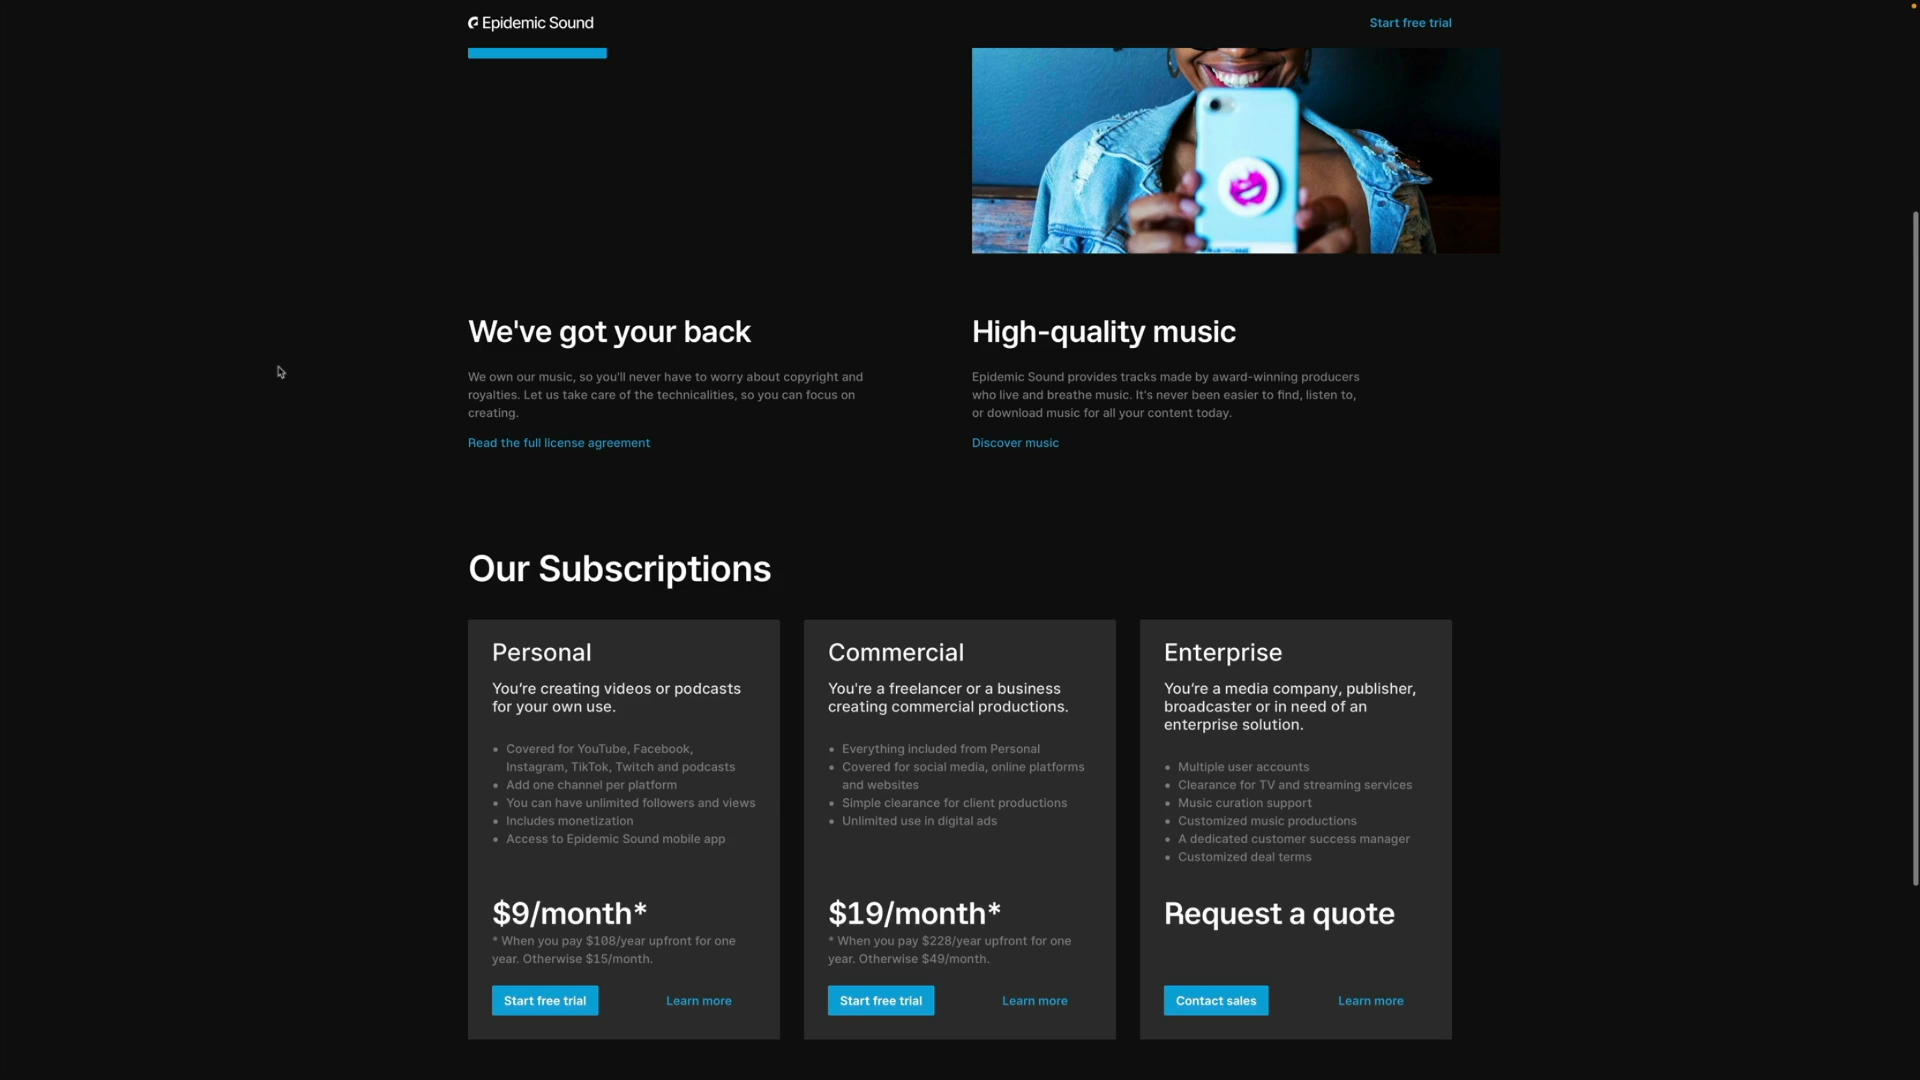 Epidemic Sound
Start free trial
We've got your back
We own our music, so you'll never have to worry about copyright and
royalties. Let us take care of the technicalities, so you can focus on
creating.
Read the full license agreement
High-quality music
Epidemic Sound provides tracks made by award-winning producers
who live and breathe music. It's never been easier to find, listen to,
or download music for all your content today.
Discover music
Our Subscriptions
Personal
You’re creating videos or podcasts
for your own use.
• Covered for YouTube, Facebook,
Instagram, TikTok, Twitch and podcasts
• Add one channel per platform
• You can have unlimited followers and views
• Includes monetization
• Access to Epidemic Sound mobile app
$9/month*
* When you pay $108/year upfront for one
year. Otherwise $15/month.
Start free trial
Learn more
Commercial
You're a freelancer or a business
creating commercial productions.
• Everything included from Personal
• Covered for social media, online platforms
and websites
• Simple clearance for client productions
• Unlimited use in digital ads
$19/month*
* When you pay $228/year upfront for one
year. Otherwise $49/month.
Start free trial
Learn more
Enterprise
You’re a media company, publisher,
broadcaster or in need of an
enterprise solution.
• Multiple user accounts
• Clearance for TV and streaming services
• Music curation support
• Customized music productions
• A dedicated customer success manager
• Customized deal terms
Request a quote
Contact sales
Learn more